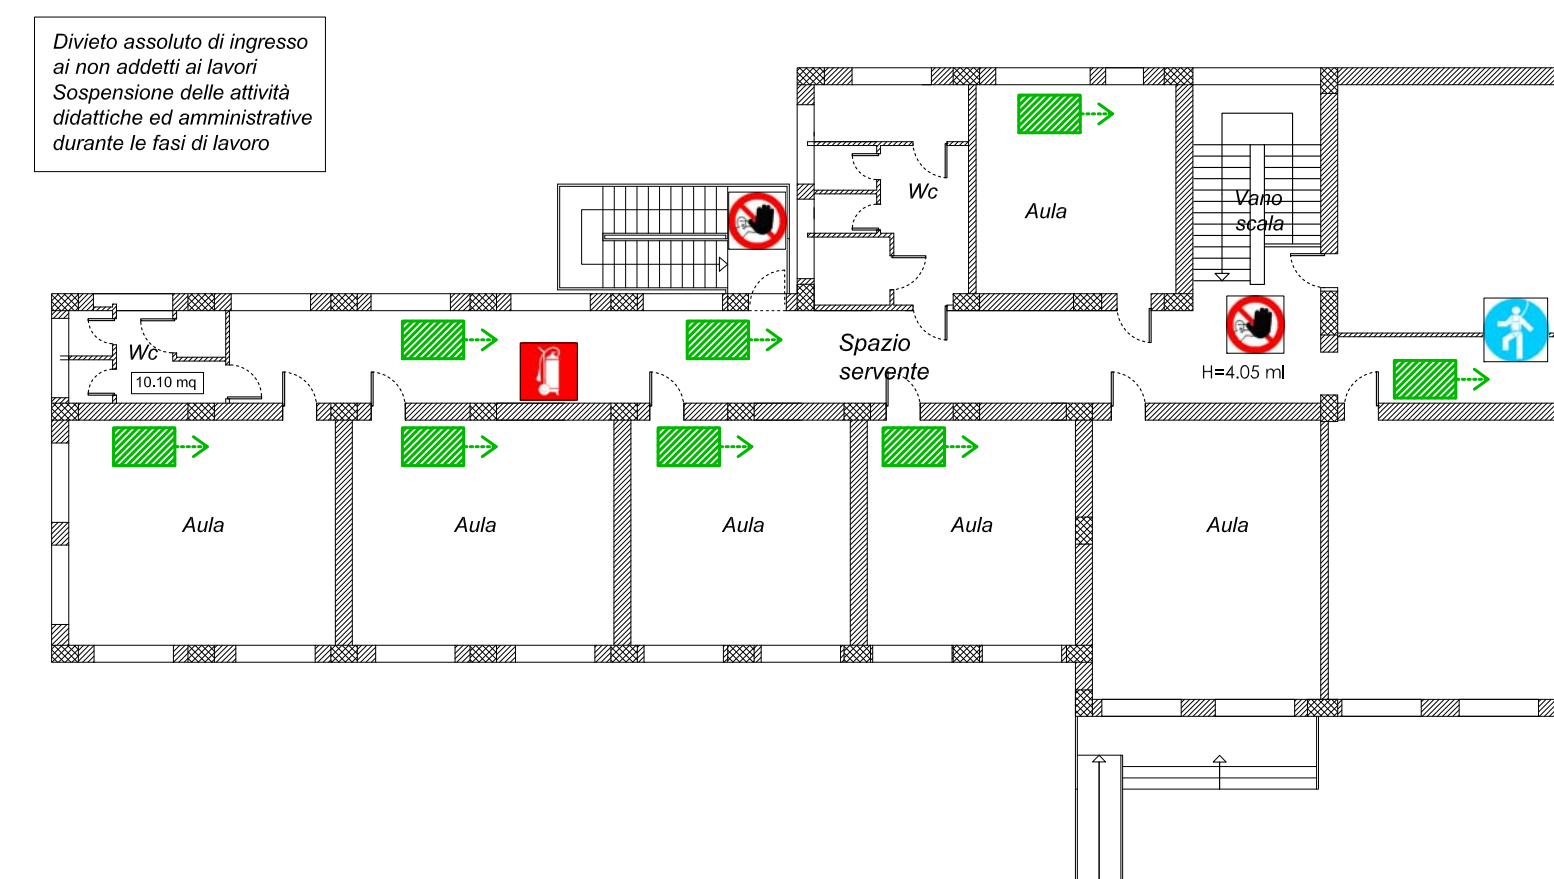 Divieto assoluto di ingresso
ai non addetti ai lavori
Sospensione delle attività
didattiche ed amministrative
durante le fasi di lavoro
Wc
Aula
Vano
scala
Wc
10.10 mq
Spazio
servente
H=4.05 ml
Aula
Aula
Aula
Aula
Aula